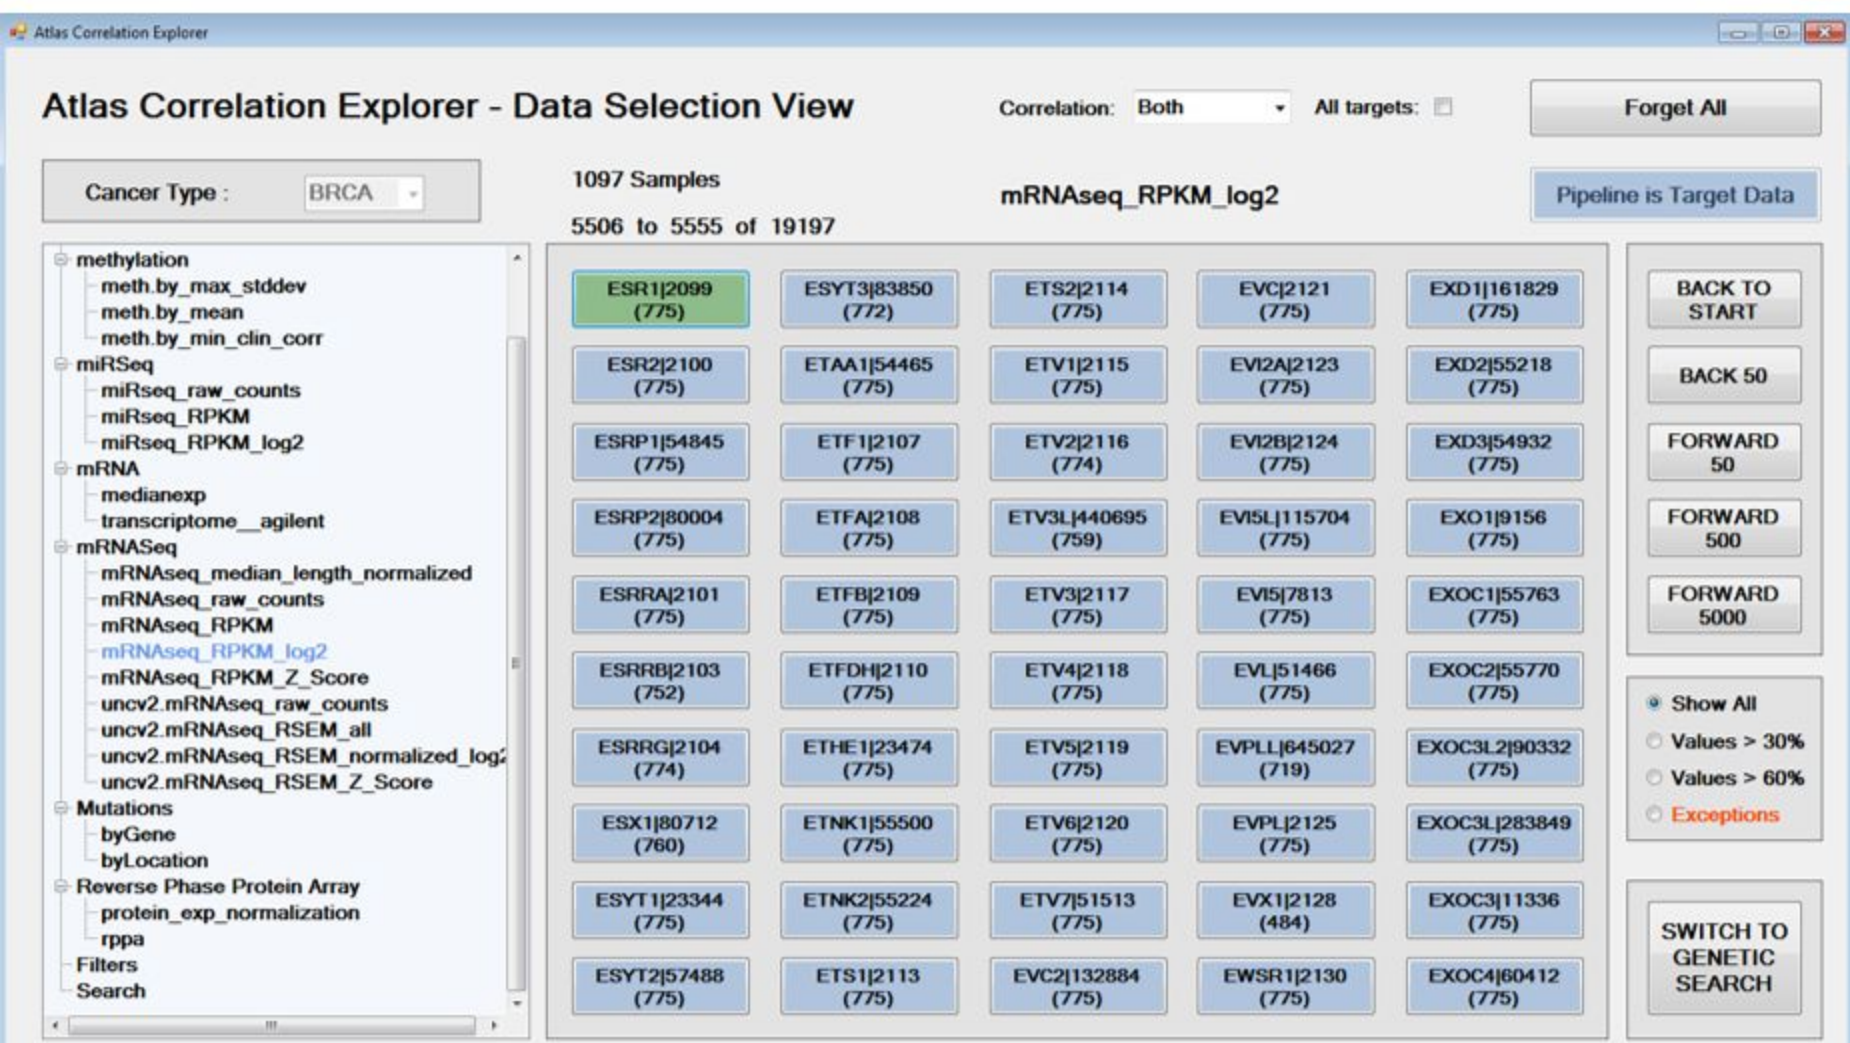 Atlas Correlation Explorer
Atlas Correlation Explorer - Data Selection View
Correlation: Both
All targets:
Forget All
Cancer Type : BRCA
1097 Samples
5506 to 5555 of 19197
mRNAseq_RPKM_log2
Pipeline is Target Data
methylation
meth.by_max_stddev
meth.by_mean
meth.by_min_clin_corr
miRSeq
miRseq_raw_counts
miRseq_RPKM
miRseq_RPKM_log2
mRNA
medianexp
transcriptome__agilent
mRNASeq
mRNAseq_median_length_normalized
mRNAseq_raw_counts
mRNAseq_RPKM
mRNAseq_RPKM_log2
mRNAseq_RPKM_Z_Score
uncv2.mRNAseq_raw_counts
uncv2.mRNAseq_RSEM_all
uncv2.mRNAseq_RSEM_normalized_log2
uncv2.mRNAseq_RSEM_Z_Score
Mutations
byGene
byLocation
Reverse Phase Protein Array
protein_exp_normalization
rppa
Filters
Search
ESR1|2099
(775)
ESYT3|83850
(772)
ETS2|2114
(775)
EVC|2121
(775)
EXD1|161829
(775)
ESR2|2100
(775)
ETAA1|54465
(775)
ETV1|2115
(775)
EVI2A|2123
(775)
EXD2|55218
(775)
ESRP1|54845
(775)
ETF1|2107
(775)
ETV2|2116
(774)
EVI2B|2124
(775)
EXD3|54932
(775)
ESRP2|80004
(775)
ETFA|2108
(775)
ETV3L|440695
(759)
EVI5L|115704
(775)
EXO1|9156
(775)
ESRRA|2101
(775)
ETFB|2109
(775)
ETV3|2117
(775)
EVI5|7813
(775)
EXOC1|55763
(775)
ESRRB|2103
(752)
ETFDH|2110
(775)
ETV4|2118
(775)
EVL|51466
(775)
EXOC2|55770
(775)
ESRRG|2104
(774)
ETHE1|23474
(775)
ETV5|2119
(775)
EVPLL|645027
(719)
EXOC3L2|90332
(775)
ESX1|80712
(760)
ETNK1|55500
(775)
ETV6|2120
(775)
EVPL|2125
(775)
EXOC3L|283849
(775)
ESYT1|23344
(775)
ETNK2|55224
(775)
ETV7|51513
(775)
EVX1|2128
(484)
EXOC3|11336
(775)
ESYT2|57488
(775)
ETS1|2113
(775)
EVC2|132884
(775)
EWSR1|2130
(775)
EXOC4|60412
(775)
BACK TO
START
BACK 50
FORWARD
50
FORWARD
500
FORWARD
5000
Show All
Values > 30%
Values > 60%
Exceptions
SWITCH TO
GENETIC
SEARCH